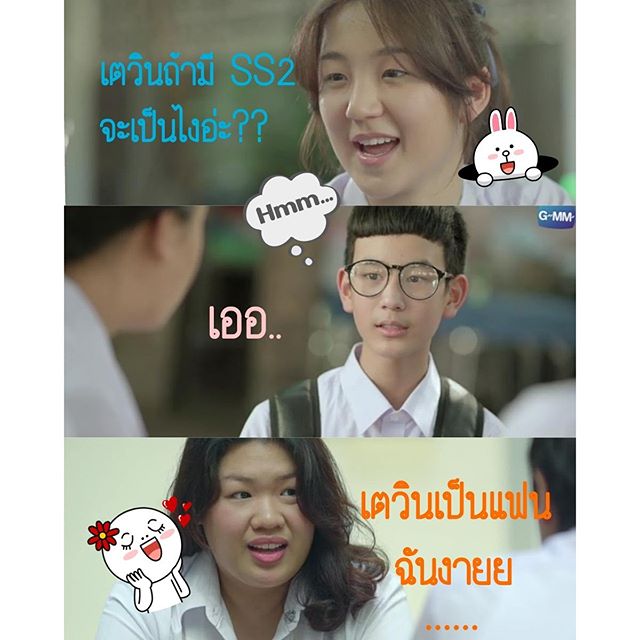 เตวินถ้ามี SS2
จะเป็นไงอ่ะ??
Hmm...
G-MM-
เออ..
เตวินเป็นแฟน
ฉันงายย
......